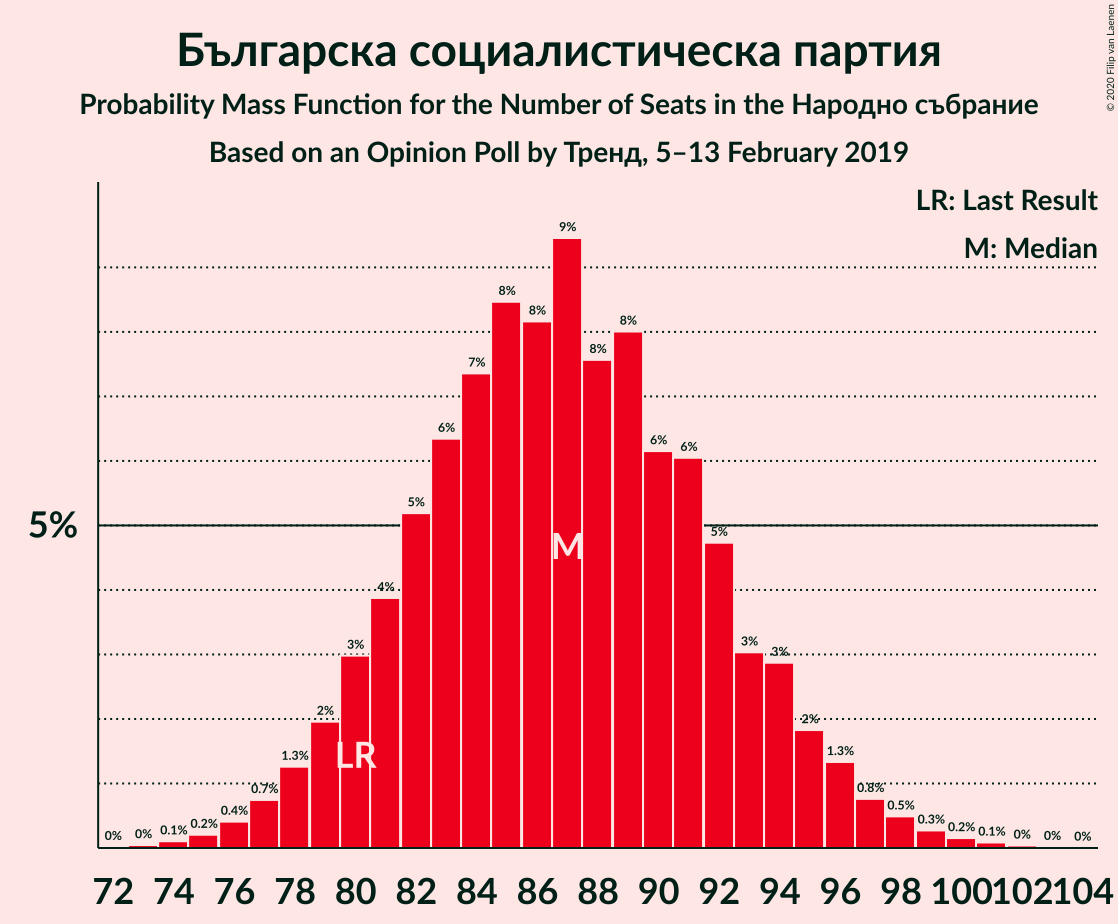 Българска социалистическа партия
Probability Mass Function for the Number of Seats in the Народно събрание
Based on an Opinion Poll by Тренд, 5–13 February 2019
© 2020 Filip van Laenen
LR: Last Result
M: Median
5%
0% 0% 0.1% 0.2% 0.4% 0.7% 1.3% 2% 3% 4% 5% 6% 7% 8% 8% 9% 8% 8% 6% 6% 5% 3% 3% 2% 1.3% 0.8% 0.5% 0.3% 0.2% 0.1% 0% 0% 0%
M
LR
72 74 76 78 80 82 84 86 88 90 92 94 96 98 100 102 104